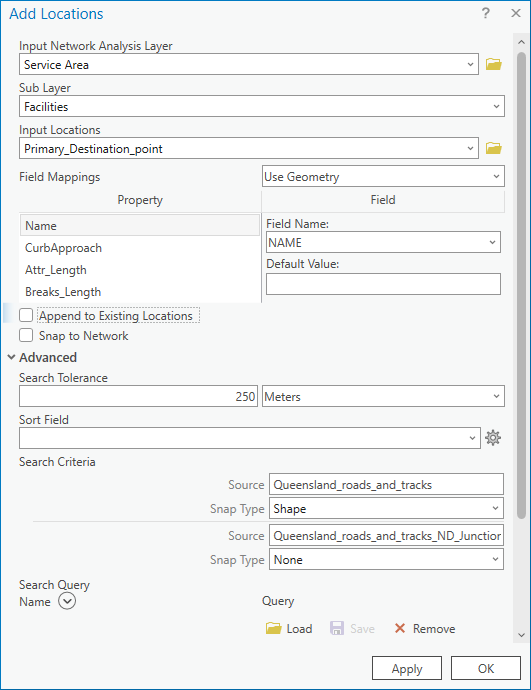 Add Locations
?
Input Network Analysis Layer
Service Area
Sub Layer
Facilities
Input Locations
Primary_Destination_point
Field Mappings
Use Geometry
Property
Field
Name
Field Name:
NAME
CurbApproach
Default Value:
Attr_Length
Breaks_Length
Append to Existing Locations
Snap to Network
Advanced
Search Tolerance
250
Meters
Sort Field
Search Criteria
Source
Queensland_roads_and_tracks
Snap Type
Shape
Source
Queensland_roads_and_tracks_ND_Junction
Snap Type
None
Search Query
Name
Query
Load
Save
Remove
Apply
OK